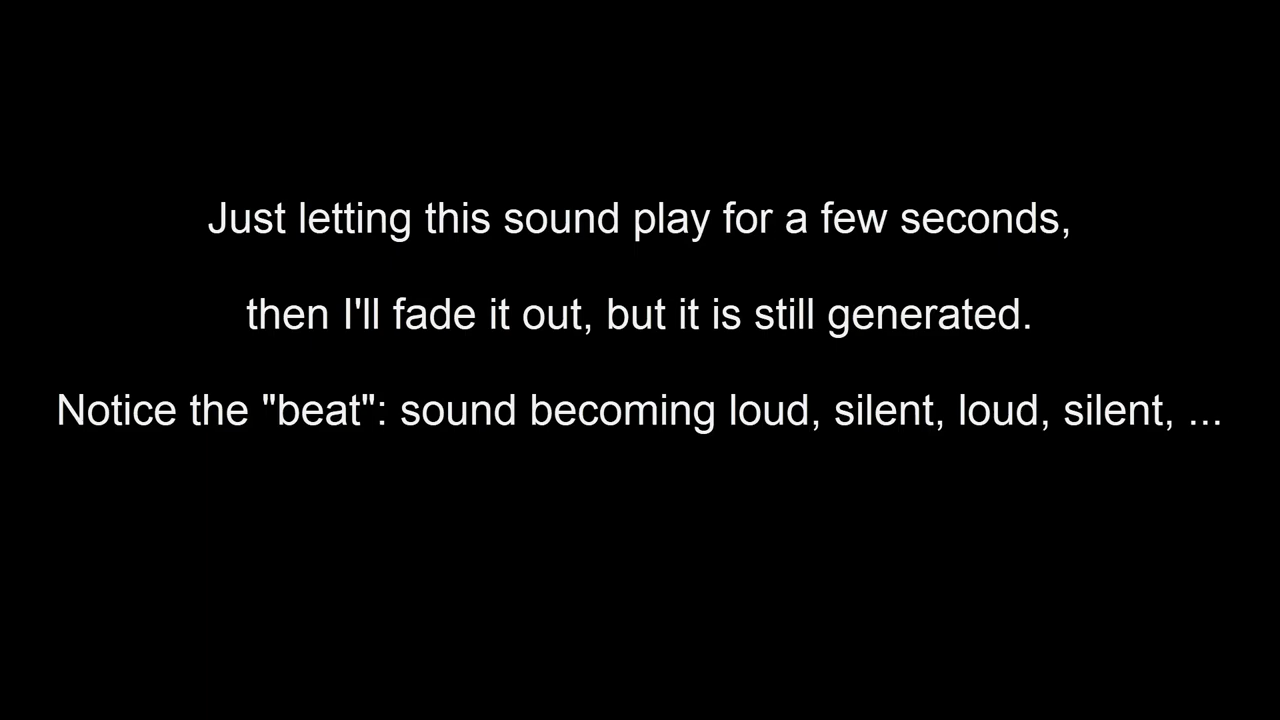 Just letting this sound play for a few seconds,
then I'll fade it out, but it is still generated.
Notice the "beat": sound becoming loud, silent, loud, silent, ...